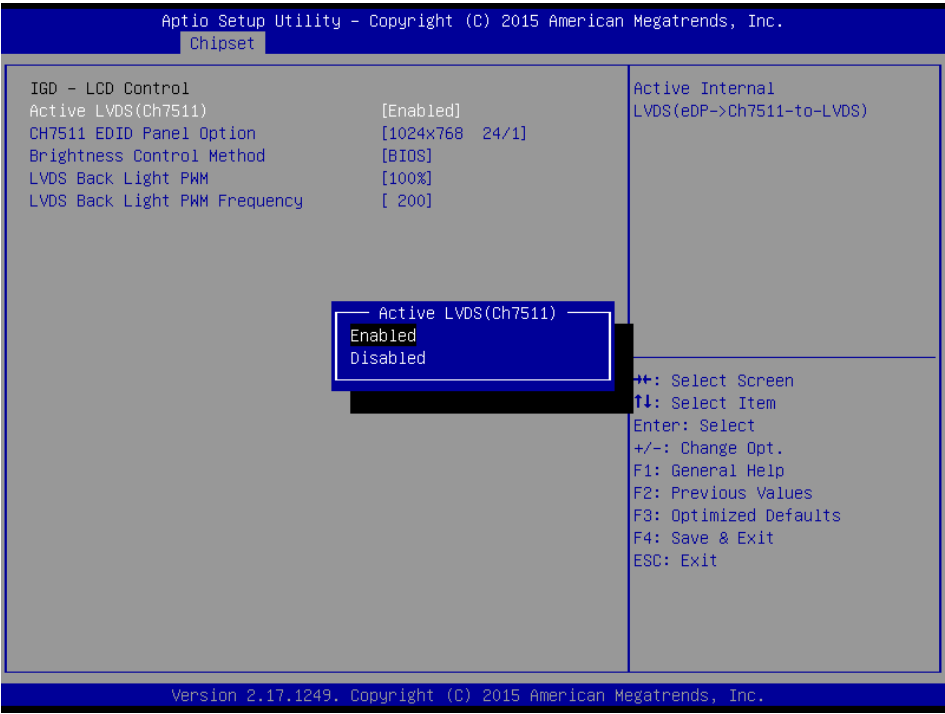 Aptio Setup Utility – Copyright (C) 2015 American Megatrends, Inc.
Chipset
IGD - LCD Control
Active LVDS(Ch7511) [Enabled]
CH7511 EDID Panel Option [1024x768 24/1]
Brightness Control Method [BIOS]
LVDS Back Light PWM [100%]
LVDS Back Light PWM Frequency [ 200]
Active Internal
LVDS(eDP->Ch7511-to-LVDS)
Active LVDS(Ch7511)
Enabled
Disabled
→←: Select Screen
↑↓: Select Item
Enter: Select
+/-: Change Opt.
F1: General Help
F2: Previous Values
F3: Optimized Defaults
F4: Save & Exit
ESC: Exit
Version 2.17.1249. Copyright (C) 2015 American Megatrends, Inc.